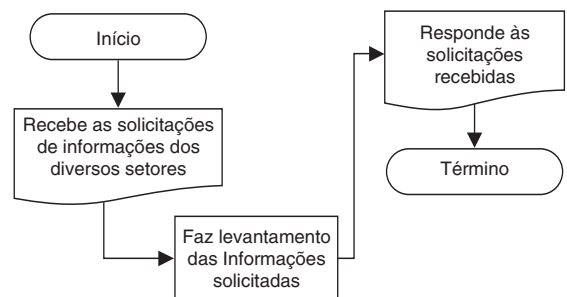 Início
Recebe as solicitações
de informações dos
diversos setores
Faz levantamento
das Informações
solicitadas
Responde às
solicitações
recebidas
Término